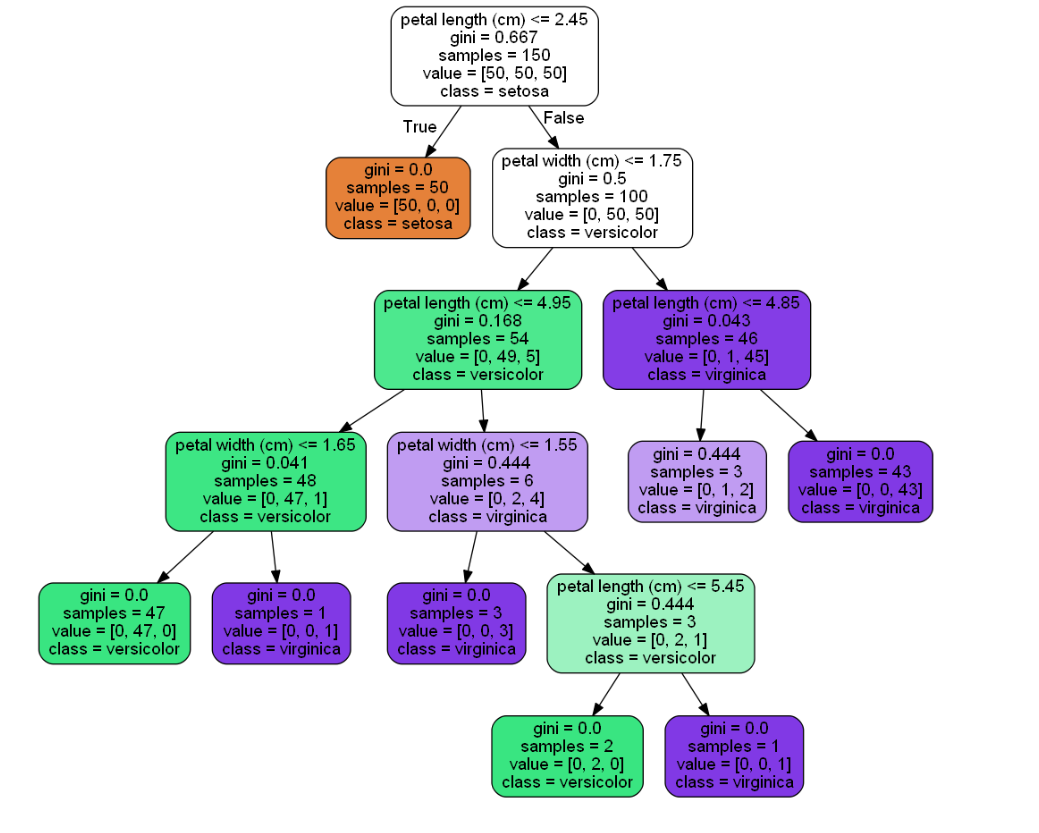 petal length (cm) <= 2.45
gini = 0.667
samples = 150
value = [50, 50, 50]
class = setosa
True
False
gini = 0.0
samples = 50
value = [50, 0, 0]
class = setosa
petal width (cm) <= 1.75
gini = 0.5
samples = 100
value = [0, 50, 50]
class = versicolor
petal length (cm) <= 4.95
gini = 0.168
samples = 54
value = [0, 49, 5]
class = versicolor
petal length (cm) <= 4.85
gini = 0.043
samples = 46
value = [0, 1, 45]
class = virginica
petal width (cm) <= 1.65
gini = 0.041
samples = 48
value = [0, 47, 1]
class = versicolor
petal width (cm) <= 1.55
gini = 0.444
samples = 6
value = [0, 2, 4]
class = virginica
gini = 0.444
samples = 3
value = [0, 1, 2]
class = virginica
gini = 0.0
samples = 43
value = [0, 0, 43]
class = virginica
gini = 0.0
samples = 47
value = [0, 47, 0]
class = versicolor
gini = 0.0
samples = 1
value = [0, 0, 1]
class = virginica
gini = 0.0
samples = 3
value = [0, 0, 3]
class = virginica
petal length (cm) <= 5.45
gini = 0.444
samples = 3
value = [0, 2, 1]
class = versicolor
gini = 0.0
samples = 2
value = [0, 2, 0]
class = versicolor
gini = 0.0
samples = 1
value = [0, 0, 1]
class = virginica